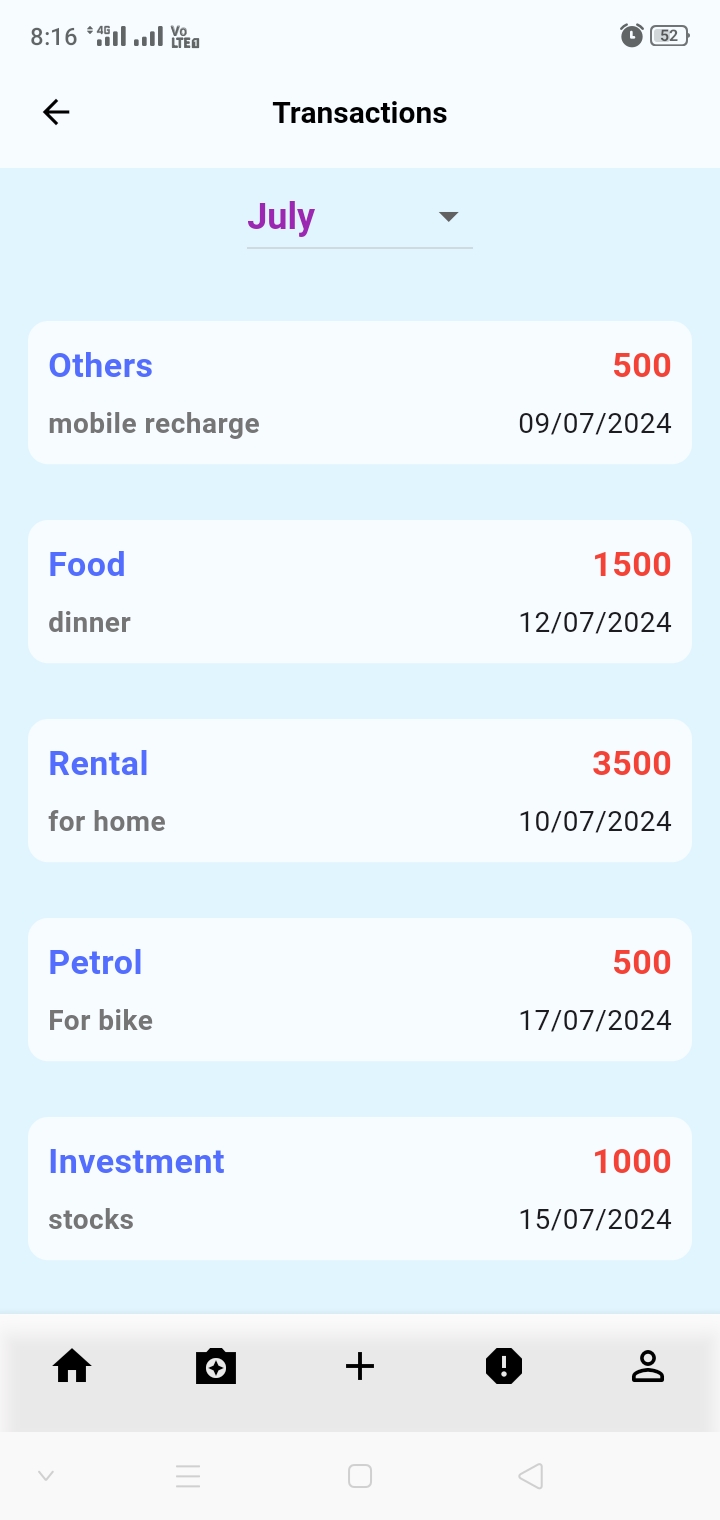 8:16 4G Vo LTE 52
Transactions
July
Others 500
mobile recharge 09/07/2024
Food 1500
dinner 12/07/2024
Rental 3500
for home 10/07/2024
Petrol 500
For bike 17/07/2024
Investment 1000
stocks 15/07/2024